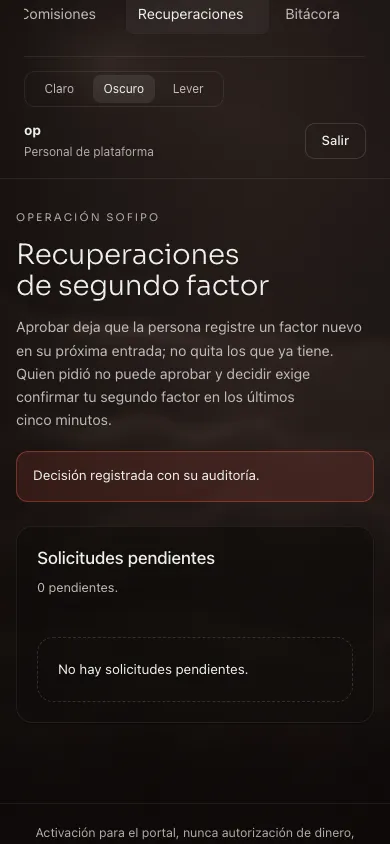 Comisiones
Recuperaciones
Bitácora
Claro
Oscuro
Lever
op
Personal de plataforma
Salir
OPERACIÓN SOFIPO
Recuperaciones
de segundo factor
Aprobar deja que la persona registre un factor nuevo
en su próxima entrada; no quita los que ya tiene.
Quien pidió no puede aprobar y decidir exige
confirmar tu segundo factor en los últimos
cinco minutos.
Decisión registrada con su auditoría.
Solicitudes pendientes
0 pendientes.
No hay solicitudes pendientes.
Activación para el portal, nunca autorización de dinero,